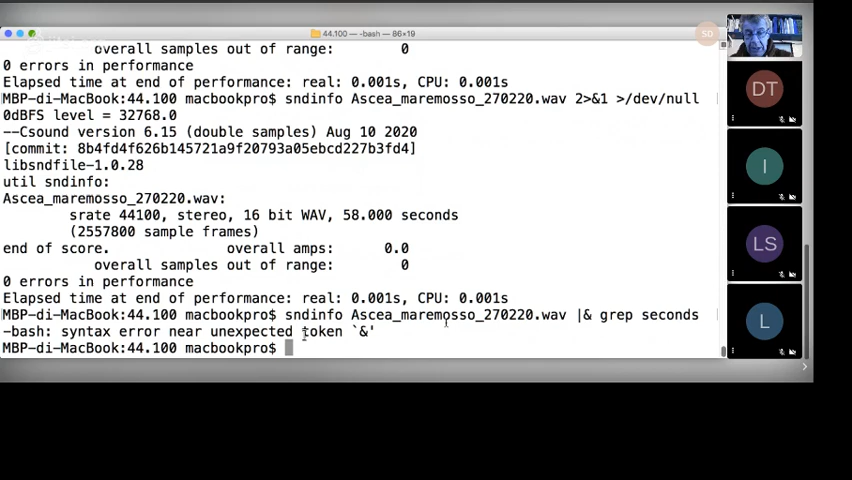 44.100 — -bash — 86×19
SD
overall samples out of range: 0
0 errors in performance
Elapsed time at end of performance: real: 0.001s, CPU: 0.001s
MBP-di-MacBook:44.100 macbookpro$ sndinfo Ascea_maremosso_270220.wav 2>&1 >/dev/null |
0dBFS level = 32768.0
--Csound version 6.15 (double samples) Aug 10 2020
[commit: 8b4fd4f626b145721a9f20793a05ebcd227b3fd4]
libsndfile-1.0.28
util sndinfo:
Ascea_maremosso_270220.wav:
srate 44100, stereo, 16 bit WAV, 58.000 seconds
(2557800 sample frames)
end of score. overall amps: 0.0
overall samples out of range: 0
0 errors in performance
Elapsed time at end of performance: real: 0.001s, CPU: 0.001s
MBP-di-MacBook:44.100 macbookpro$ sndinfo Ascea_maremosso_270220.wav |& grep seconds
-bash: syntax error near unexpected token `&'
MBP-di-MacBook:44.100 macbookpro$
DT
I
LS
L